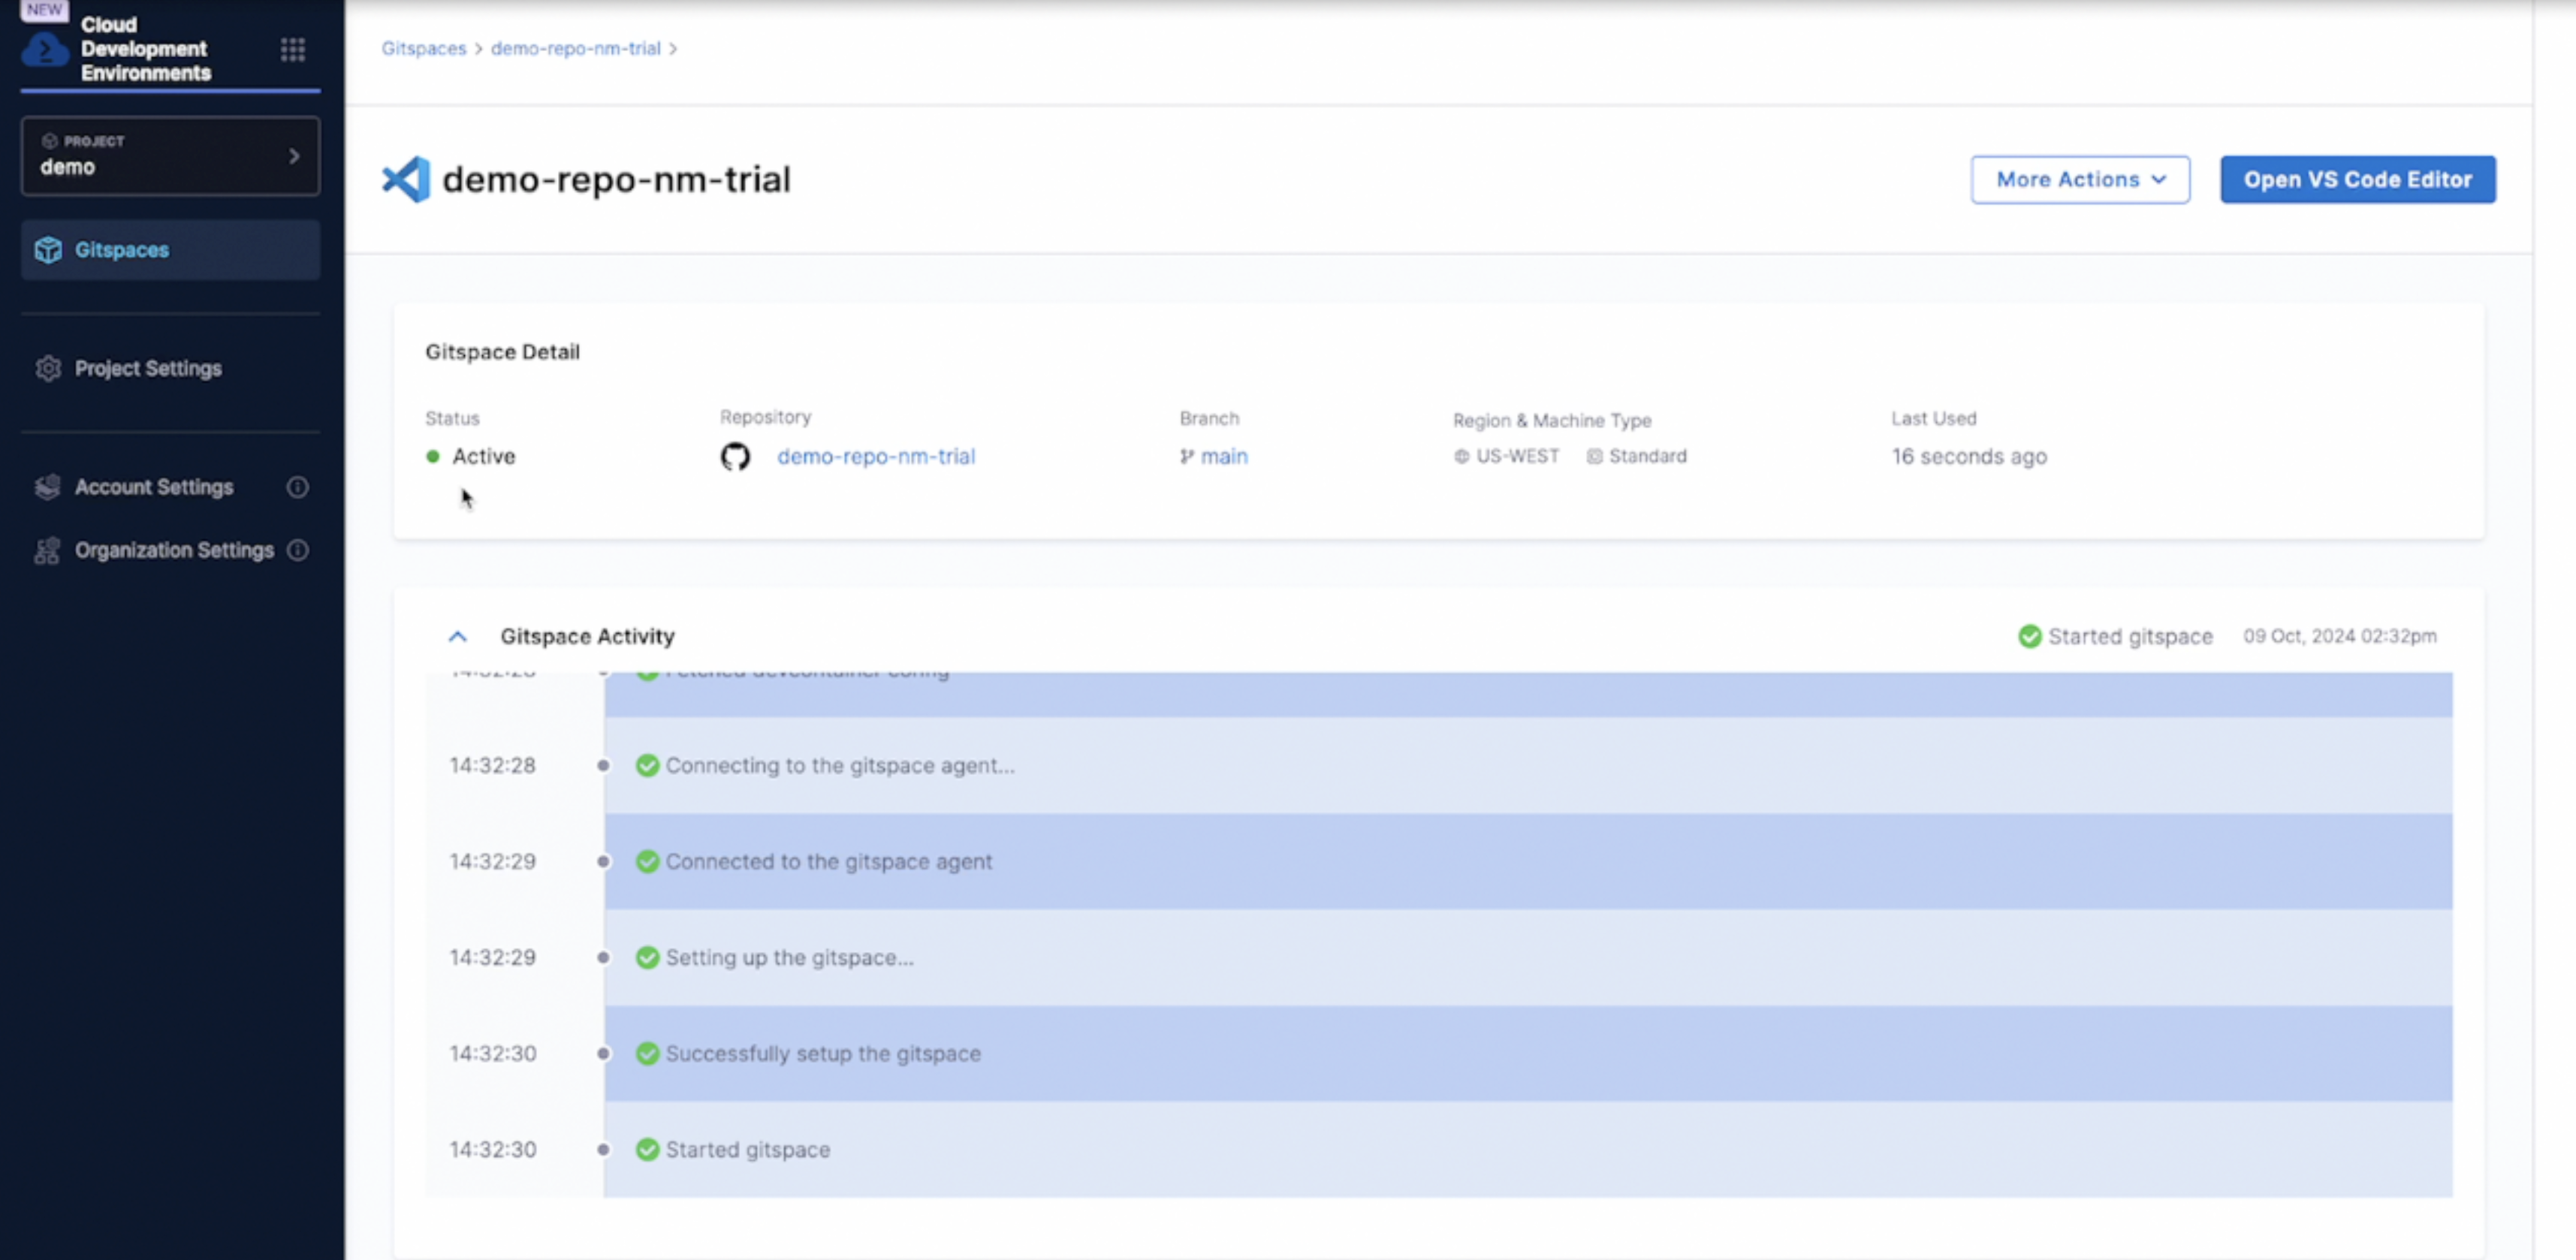 NEW
Cloud
Development
Environments
PROJECT
demo
Gitspaces
Project Settings
Account Settings
Organization Settings
Gitspaces > demo-repo-nm-trial >
demo-repo-nm-trial
More Actions
Open VS Code Editor
Gitspace Detail
Status
Repository
Branch
Region & Machine Type
Last Used
Active
demo-repo-nm-trial
main
US-WEST
Standard
16 seconds ago
Gitspace Activity
Started gitspace
09 Oct, 2024 02:32pm
Fetched devcontainer config
14:32:28 Connecting to the gitspace agent...
14:32:29 Connected to the gitspace agent
14:32:29 Setting up the gitspace...
14:32:30 Successfully setup the gitspace
14:32:30 Started gitspace